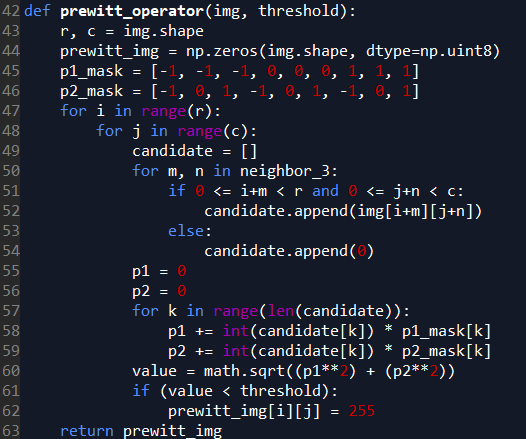 42 def prewitt_operator(img, threshold):
43     r, c = img.shape
44     prewitt_img = np.zeros(img.shape, dtype=np.uint8)
45     p1_mask = [-1, -1, -1, 0, 0, 0, 1, 1, 1]
46     p2_mask = [-1, 0, 1, -1, 0, 1, -1, 0, 1]
47     for i in range(r):
48         for j in range(c):
49             candidate = []
50             for m, n in neighbor_3:
51                 if 0 <= i+m < r and 0 <= j+n < c:
52                     candidate.append(img[i+m][j+n])
53                 else:
54                     candidate.append(0)
55             p1 = 0
56             p2 = 0
57             for k in range(len(candidate)):
58                 p1 += int(candidate[k]) * p1_mask[k]
59                 p2 += int(candidate[k]) * p2_mask[k]
60             value = math.sqrt((p1**2) + (p2**2))
61             if (value < threshold):
62                 prewitt_img[i][j] = 255
63     return prewitt_img